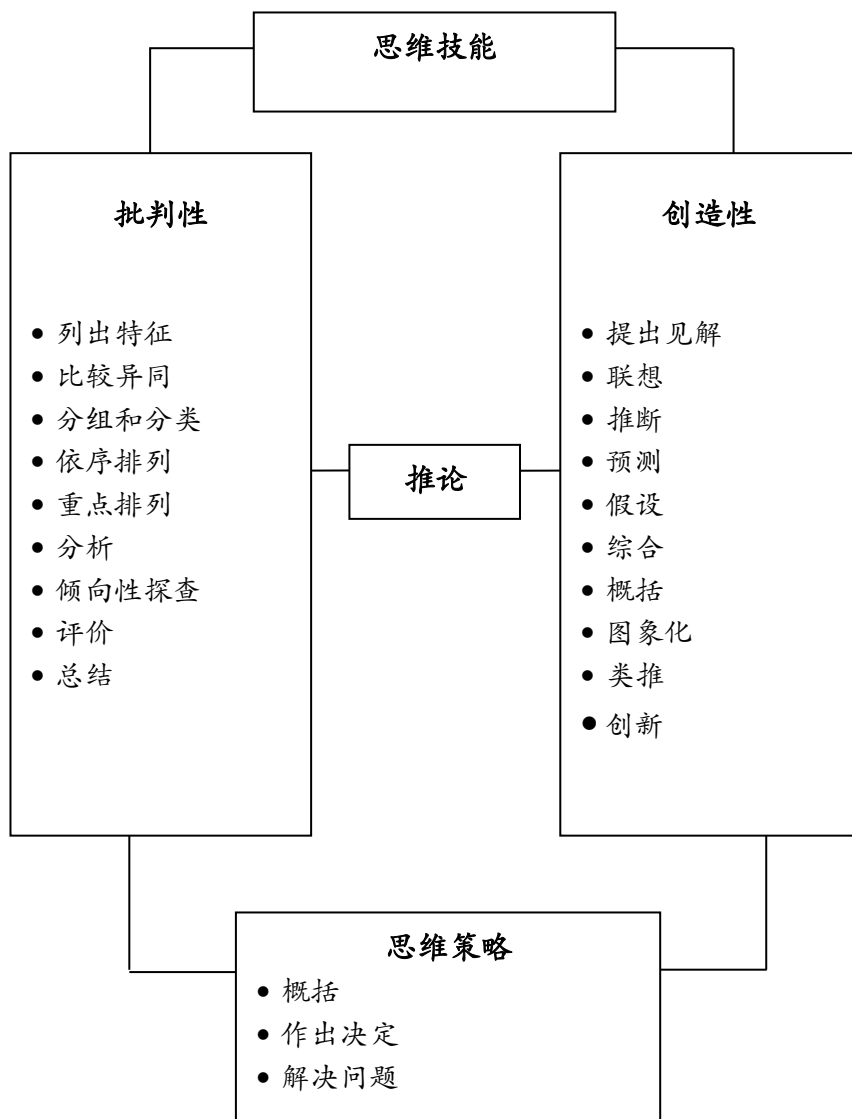 思维技能
批判性
• 列出特征
• 比较异同
• 分组和分类
• 依序排列
• 重点排列
• 分析
• 倾向性探查
• 评价
• 总结
推论
创造性
• 提出见解
• 联想
• 推断
• 预测
• 假设
• 综合
• 概括
• 图象化
• 类推
• 创新
思维策略
• 概括
• 作出决定
• 解决问题